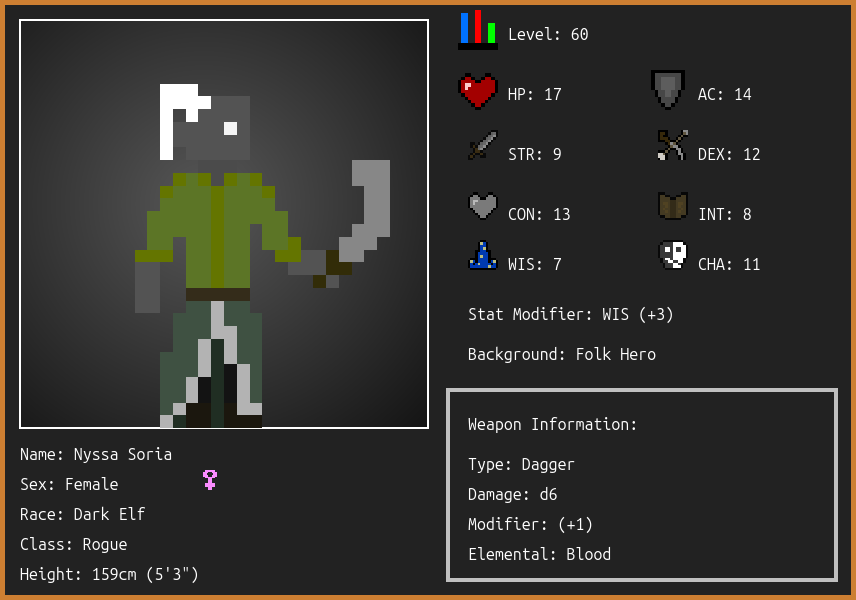 Level: 60
HP: 17
AC: 14
STR: 9
DEX: 12
CON: 13
INT: 8
WIS: 7
CHA: 11
Stat Modifier: WIS (+3)
Background: Folk Hero
Weapon Information:
Type: Dagger
Damage: d6
Modifier: (+1)
Elemental: Blood
Name: Nyssa Soria
Sex: Female
Race: Dark Elf
Class: Rogue
Height: 159cm (5'3")